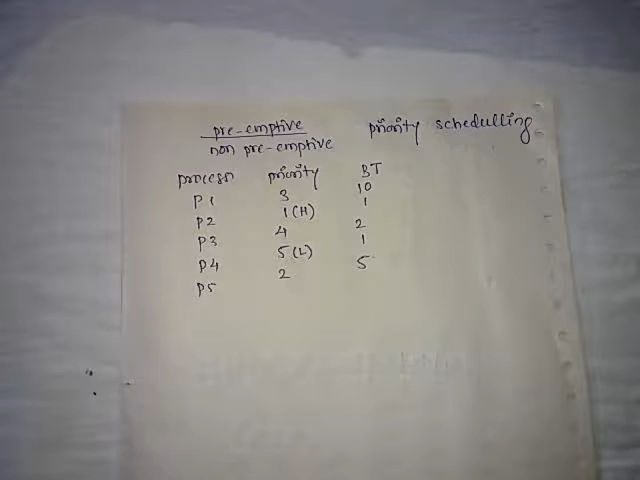 pre-emptive
non pre-emptive priority schedulling
process priority BT
P1 3 10
P2 1(H) 1
P3 4 2
P4 5(L) 1
P5 2 5